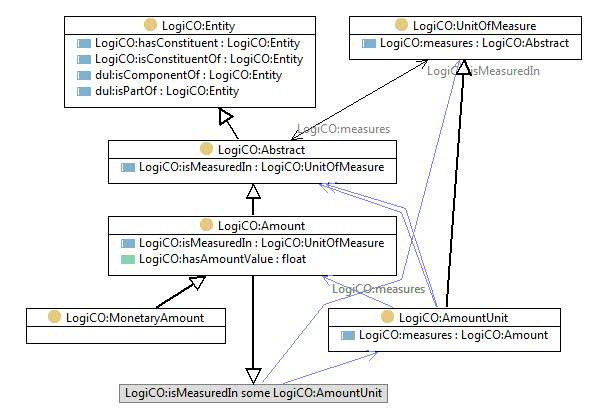 LogiCO:Entity
LogiCO:hasConstituent : LogiCO:Entity
LogiCO:isConstituentOf : LogiCO:Entity
dul:isComponentOf : LogiCO:Entity
dul:isPartOf : LogiCO:Entity
LogiCO:UnitOfMeasure
LogiCO:measures : LogiCO:Abstract
LogiCO:isMeasuredIn
LogiCO:measures
LogiCO:Abstract
LogiCO:isMeasuredIn : LogiCO:UnitOfMeasure
LogiCO:Amount
LogiCO:isMeasuredIn : LogiCO:UnitOfMeasure
LogiCO:hasAmountValue : float
LogiCO:measures
LogiCO:MonetaryAmount
LogiCO:AmountUnit
LogiCO:measures : LogiCO:Amount
LogiCO:isMeasuredIn some LogiCO:AmountUnit